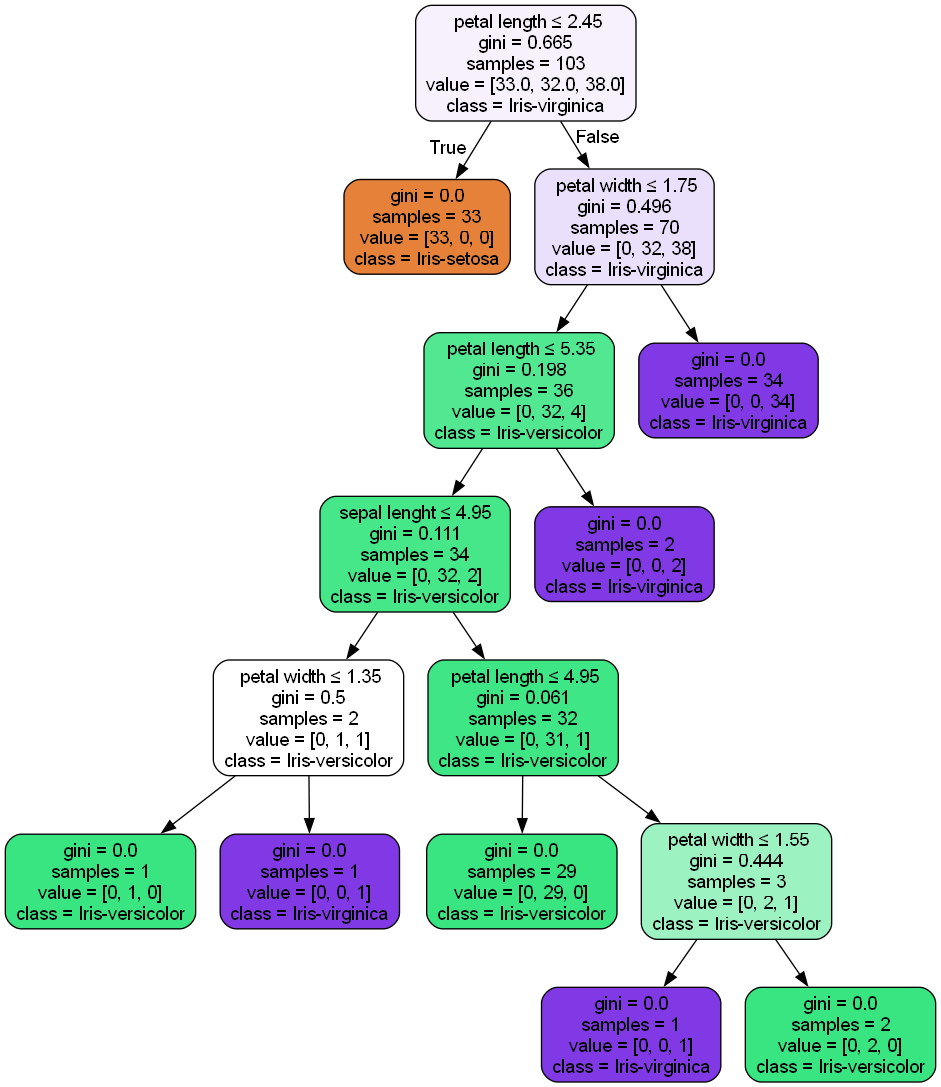 petal length ≤ 2.45
gini = 0.665
samples = 103
value = [33.0, 32.0, 38.0]
class = Iris-virginica
True
False
gini = 0.0
samples = 33
value = [33, 0, 0]
class = Iris-setosa
petal width ≤ 1.75
gini = 0.496
samples = 70
value = [0, 32, 38]
class = Iris-virginica
petal length ≤ 5.35
gini = 0.198
samples = 36
value = [0, 32, 4]
class = Iris-versicolor
gini = 0.0
samples = 34
value = [0, 0, 34]
class = Iris-virginica
sepal lenght ≤ 4.95
gini = 0.111
samples = 34
value = [0, 32, 2]
class = Iris-versicolor
gini = 0.0
samples = 2
value = [0, 0, 2]
class = Iris-virginica
petal width ≤ 1.35
gini = 0.5
samples = 2
value = [0, 1, 1]
class = Iris-versicolor
petal length ≤ 4.95
gini = 0.061
samples = 32
value = [0, 31, 1]
class = Iris-versicolor
gini = 0.0
samples = 1
value = [0, 1, 0]
class = Iris-versicolor
gini = 0.0
samples = 1
value = [0, 0, 1]
class = Iris-virginica
gini = 0.0
samples = 29
value = [0, 29, 0]
class = Iris-versicolor
petal width ≤ 1.55
gini = 0.444
samples = 3
value = [0, 2, 1]
class = Iris-versicolor
gini = 0.0
samples = 1
value = [0, 0, 1]
class = Iris-virginica
gini = 0.0
samples = 2
value = [0, 2, 0]
class = Iris-versicolor